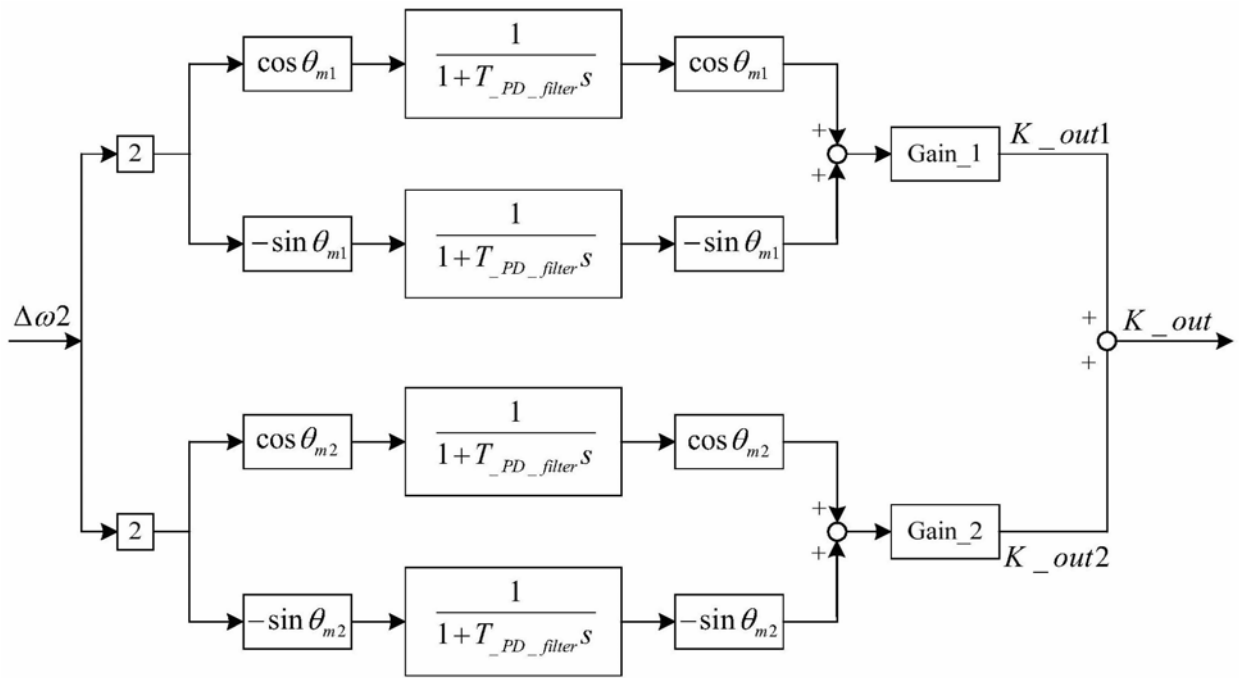 cos θm1
1
1+T_PD_filter s
cos θm1
2
+
+
Gain_1
K_out1
−sin θm1
1
1+T_PD_filter s
−sin θm1
Δω2
+
+
K_out
cos θm2
1
1+T_PD_filter s
cos θm2
2
+
+
Gain_2
K_out2
−sin θm2
1
1+T_PD_filter s
−sin θm2